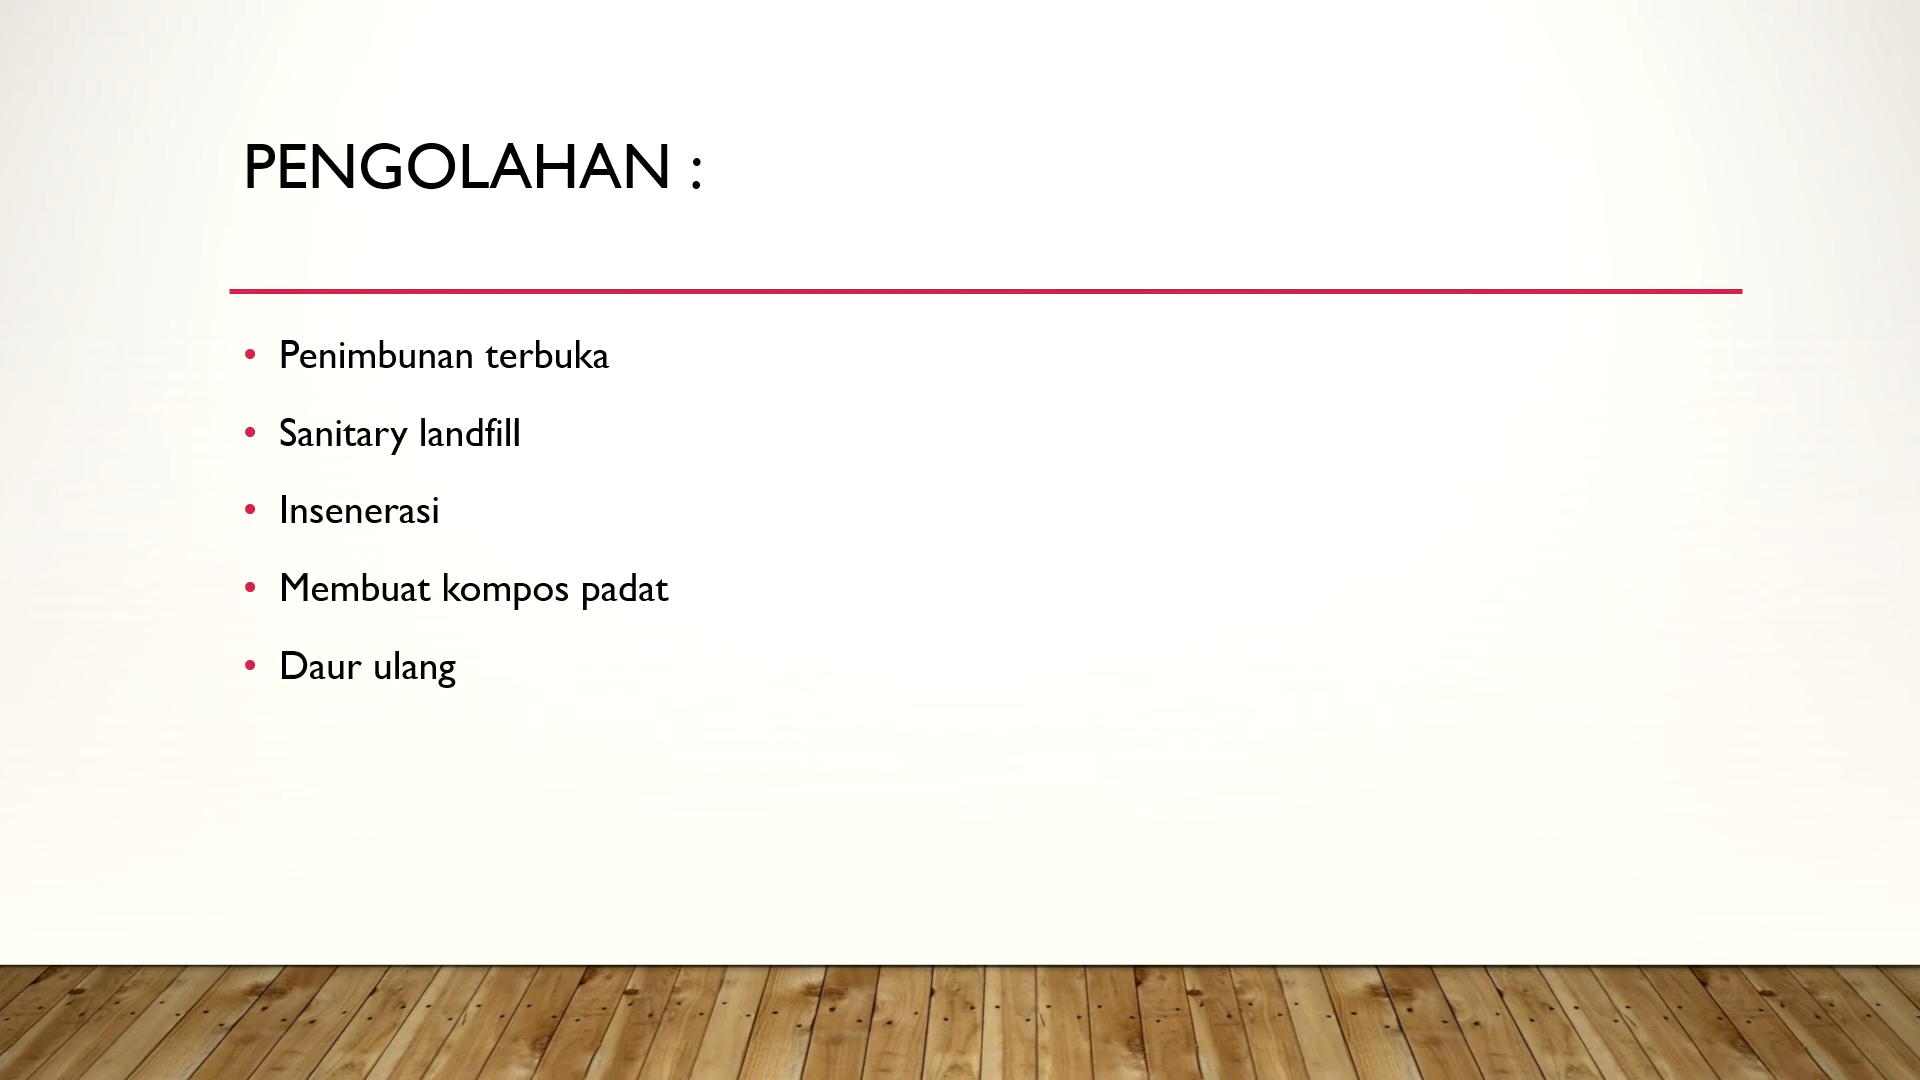 PENGOLAHAN :
• Penimbunan terbuka
• Sanitary landfill
• Insenerasi
• Membuat kompos padat
• Daur ulang